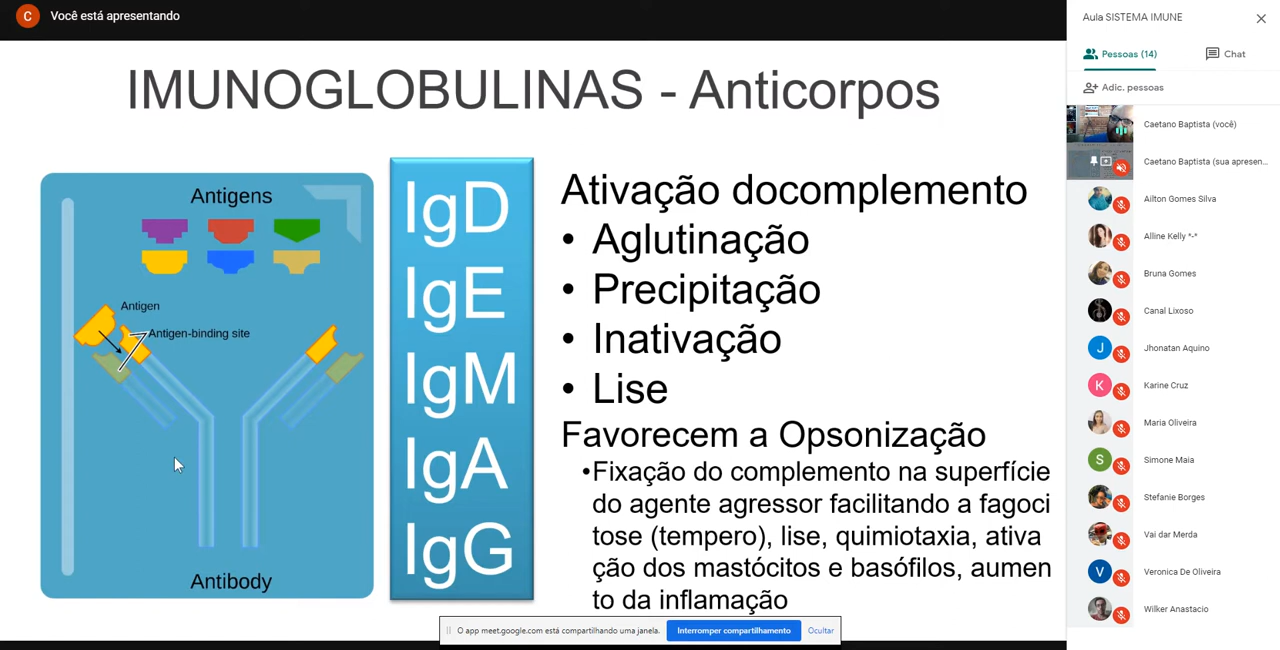 C
Você está apresentando
IMUNOGLOBULINAS - Anticorpos
Antigens
Antigen
Antigen-binding site
Antibody
IgD
IgE
IgM
IgA
IgG
Ativação docomplemento
• Aglutinação
• Precipitação
• Inativação
• Lise
Favorecem a Opsonização
•Fixação do complemento na superfície
do agente agressor facilitando a fagoci
tose (tempero), lise, quimiotaxia, ativa
ção dos mastócitos e basófilos, aumen
to da inflamação
O app meet.google.com está compartilhando uma janela.
Interromper compartilhamento
Ocultar
Aula SISTEMA IMUNE
Pessoas (14)
Chat
Adic. pessoas
Caetano Baptista (você)
Caetano Baptista (sua apresen...
Ailton Gomes Silva
Alline Kelly *-*
Bruna Gomes
Canal Lixoso
J
Jhonatan Aquino
K
Karine Cruz
Maria Oliveira
S
Simone Maia
Stefanie Borges
Vai dar Merda
V
Veronica De Oliveira
Wilker Anastacio